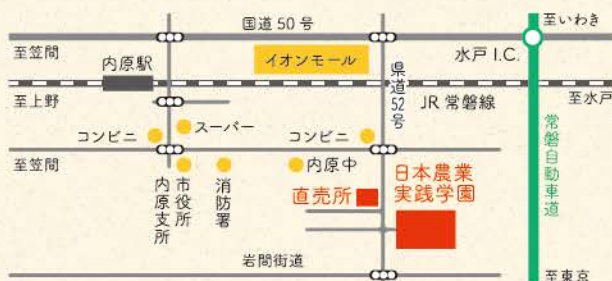 国道50号
至いわき
至笠間
イオンモール
水戸 I.C.
内原駅
県道52号
至上野
JR 常磐線
至水戸
コンビニ
スーパー
コンビニ
至笠間
内原中
常磐自動車道
市役所
内原支所
消防署
直売所
日本農業
実践学園
岩間街道
至東京